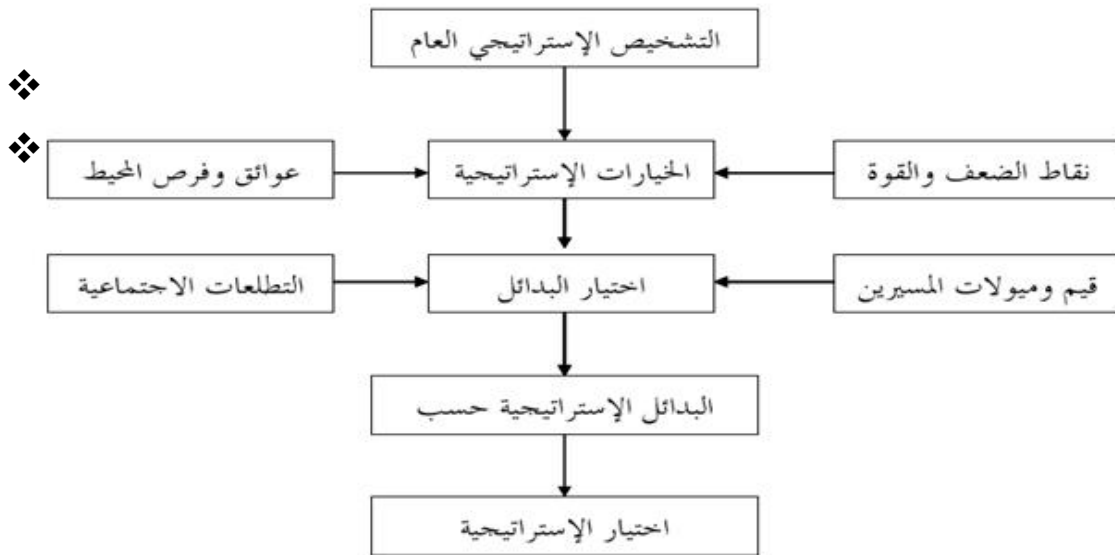 التشخيص الإستراتيجي العام
نقاط الضعف والقوة
الخيارات الإستراتيجية
عوائق وفرص المحيط
قيم وميولات المسيرين
اختيار البدائل
التطلعات الاجتماعية
البدائل الإستراتيجية حسب
اختيار الإستراتيجية